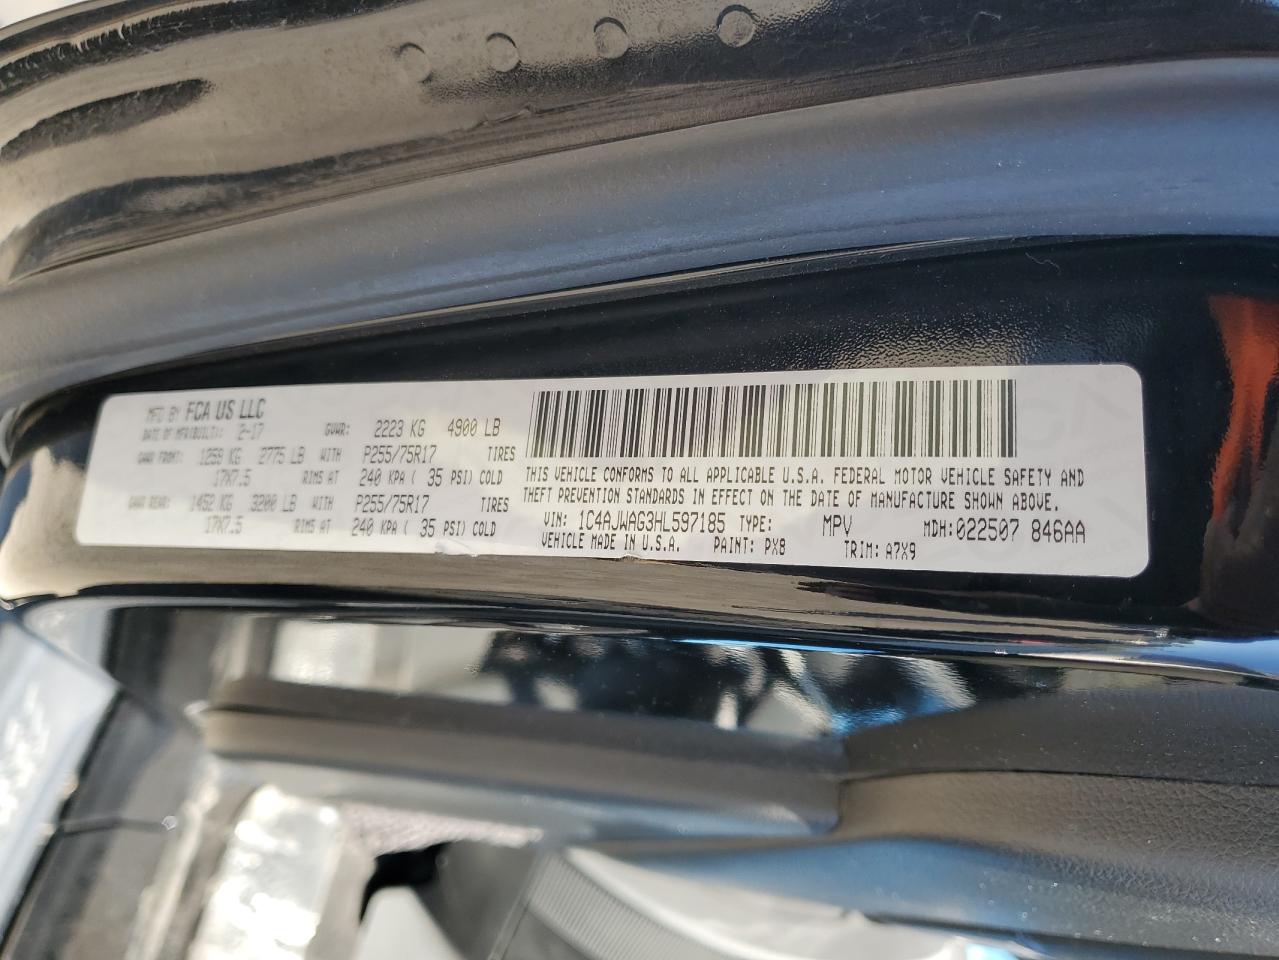 MFD BY FCA US LLC
DATE OF MFR(BUILT): 2-17 GVWR: 2223 KG 4900 LB
GAWR FRONT: 1259 KG 2775 LB WITH P255/75R17 TIRES
17X7.5 RIMS AT 240 KPA ( 35 PSI) COLD
GAWR REAR: 1452 KG 3200 LB WITH P255/75R17 TIRES
17X7.5 RIMS AT 240 KPA ( 35 PSI) COLD
THIS VEHICLE CONFORMS TO ALL APPLICABLE U.S.A. FEDERAL MOTOR VEHICLE SAFETY AND
THEFT PREVENTION STANDARDS IN EFFECT ON THE DATE OF MANUFACTURE SHOWN ABOVE.
VIN: 1C4AJWAG3HL597185 TYPE: MPV MDH:022507 846AA
VEHICLE MADE IN U.S.A. PAINT: PX8 TRIM: A7X9